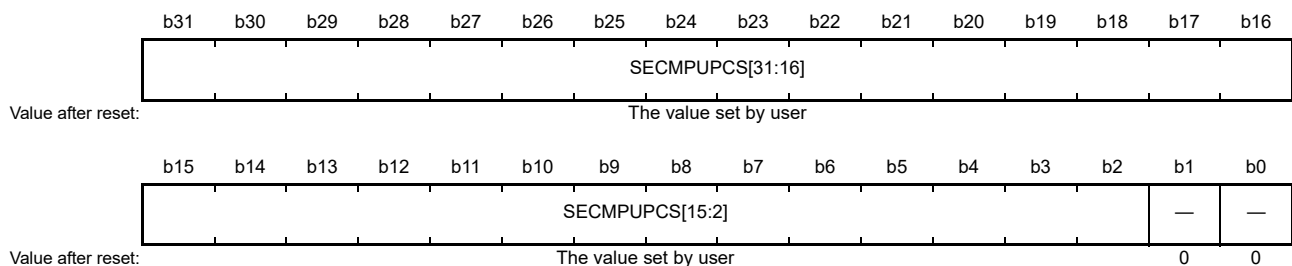 b31 b30 b29 b28 b27 b26 b25 b24 b23 b22 b21 b20 b19 b18 b17 b16
SECMPUPCS[31:16]
Value after reset: The value set by user
b15 b14 b13 b12 b11 b10 b9 b8 b7 b6 b5 b4 b3 b2 b1 b0
SECMPUPCS[15:2] — —
Value after reset: The value set by user 0 0